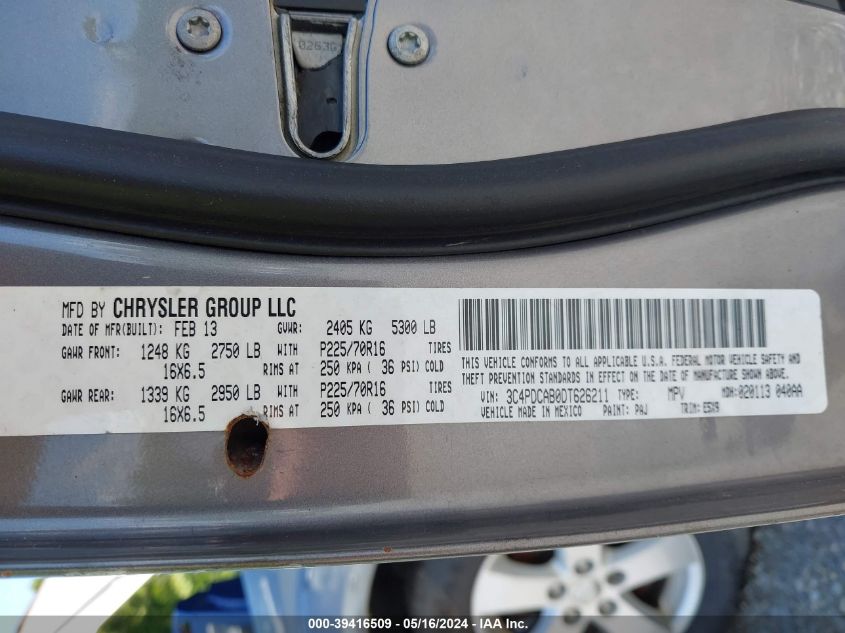 0263G
MFD BY CHRYSLER GROUP LLC
DATE OF MFR(BUILT): FEB 13 GVWR: 2405 KG 5300 LB
GAWR FRONT: 1248 KG 2750 LB WITH P225/70R16 TIRES
16X6.5 RIMS AT 250 KPA ( 36 PSI) COLD
GAWR REAR: 1339 KG 2950 LB WITH P225/70R16 TIRES
16X6.5 RIMS AT 250 KPA ( 36 PSI) COLD
THIS VEHICLE CONFORMS TO ALL APPLICABLE U.S.A. FEDERAL MOTOR VEHICLE SAFETY AND
THEFT PREVENTION STANDARDS IN EFFECT ON THE DATE OF MANUFACTURE SHOWN ABOVE
VIN: 3C4PDCAB0DT626211 TYPE: MPV MDH: 020113 040AA
VEHICLE MADE IN MEXICO PAINT: PAJ TRIM: E5X9
000-39416509 - 05/16/2024 - IAA Inc.